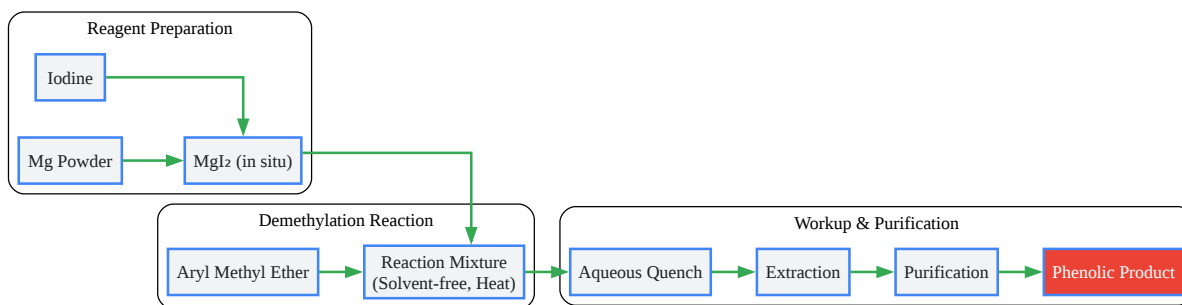 Reagent Preparation
Iodine
Mg Powder
MgI₂ (in situ)
Demethylation Reaction
Aryl Methyl Ether
Reaction Mixture
(Solvent-free, Heat)
Workup & Purification
Aqueous Quench
Extraction
Purification
Phenolic Product